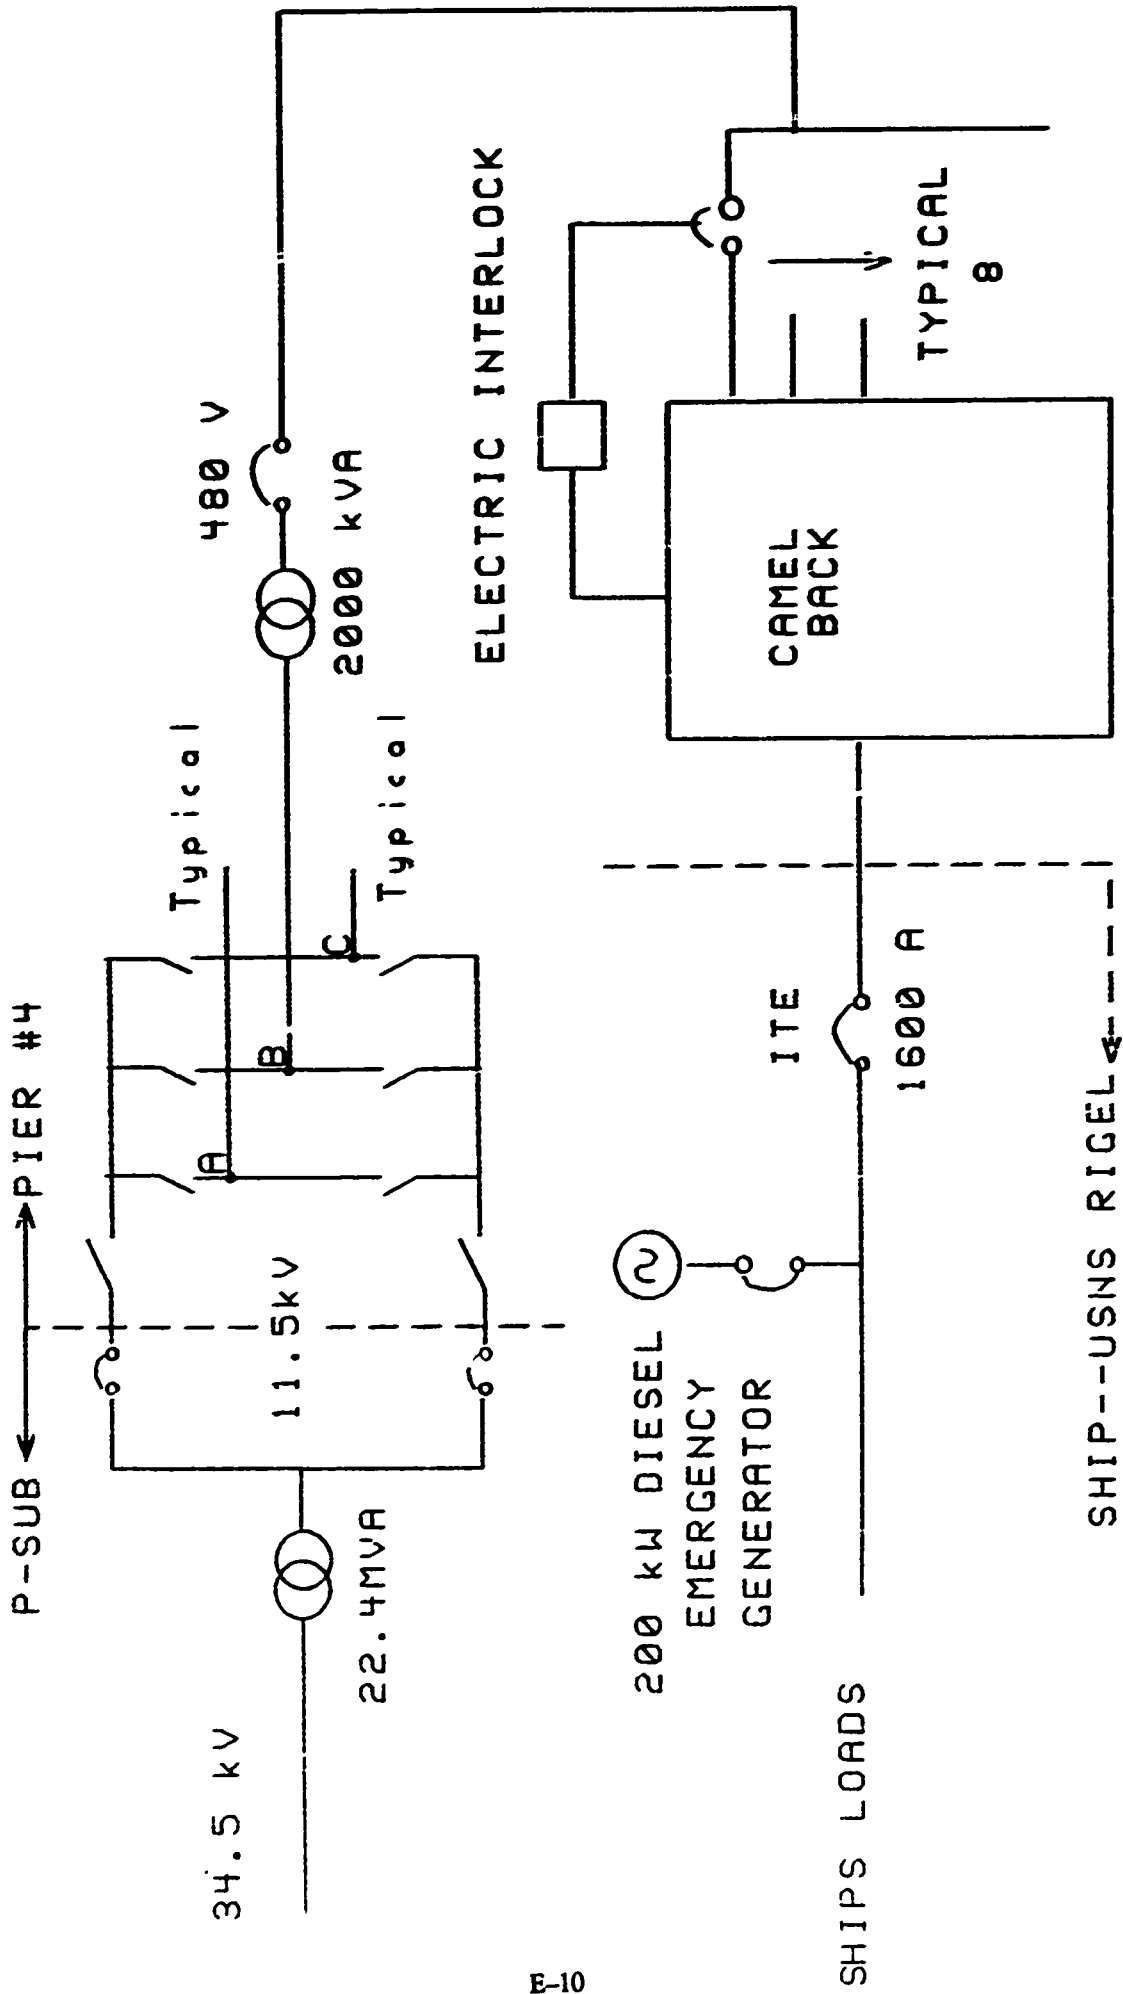 P-SUB
PIER #4
34.5 kV
22.4MVA
11.5kV
A
B
C
Typical
Typical
480 V
2000 kVA
ELECTRIC INTERLOCK
TYPICAL
8
CAMEL
BACK
200 kW DIESEL
EMERGENCY
GENERATOR
ITE
1600 A
SHIPS LOADS
SHIP--USNS RIGEL
E-10